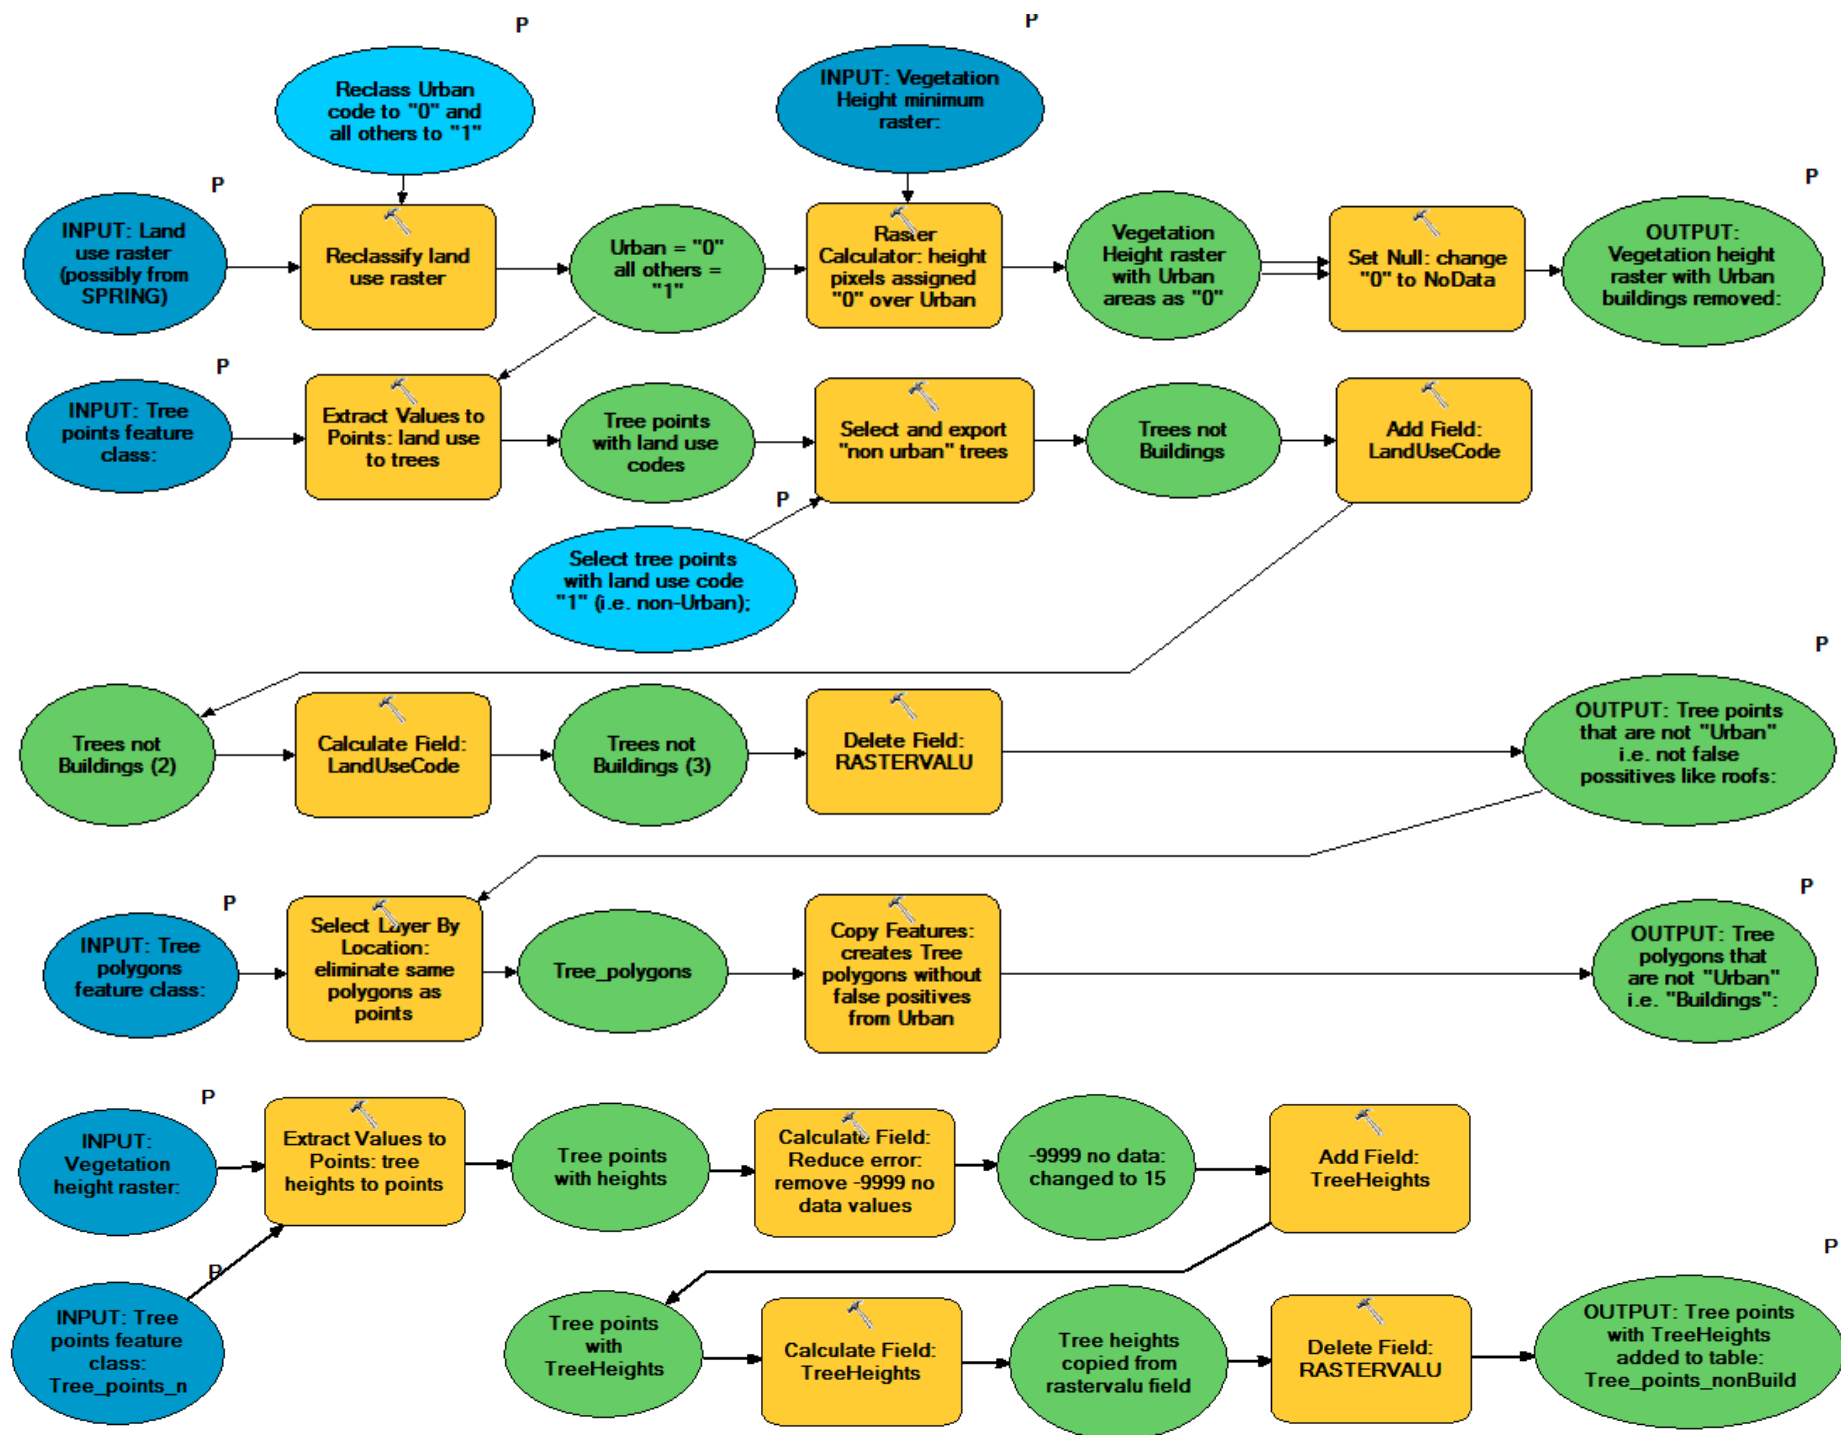 P
P
Reclass Urban
code to "0" and
all others to "1"
INPUT: Vegetation
Height minimum
raster:
P
P
INPUT: Land
use raster
(possibly from
SPRING)
Reclassify land
use raster
Urban = "0"
all others =
"1"
Raster
Calculator: height
pixels assigned
"0" over Urban
Vegetation
Height raster
with Urban
areas as "0"
Set Null: change
"0" to NoData
OUTPUT:
Vegetation height
raster with Urban
buildings removed:
P
INPUT: Tree
points feature
class:
Extract Values to
Points: land use
to trees
Tree points
with land use
codes
Select and export
"non urban" trees
Trees not
Buildings
Add Field:
LandUseCode
P
Select tree points
with land use code
"1" (i.e. non-Urban);
P
Trees not
Buildings (2)
Calculate Field:
LandUseCode
Trees not
Buildings (3)
Delete Field:
RASTERVALU
OUTPUT: Tree points
that are not "Urban"
i.e. not false
possitives like roofs:
P
P
INPUT: Tree
polygons
feature class:
Select Layer By
Location:
eliminate same
polygons as
points
Tree_polygons
Copy Features:
creates Tree
polygons without
false positives
from Urban
OUTPUT: Tree
polygons that
are not "Urban"
i.e. "Buildings":
P
INPUT:
Vegetation
height raster:
Extract Values to
Points: tree
heights to points
Tree points
with heights
Calculate Field:
Reduce error:
remove -9999 no
data values
-9999 no data:
changed to 15
Add Field:
TreeHeights
P
P
INPUT: Tree
points feature
class:
Tree_points_n
Tree points
with
TreeHeights
Calculate Field:
TreeHeights
Tree heights
copied from
rastervalu field
Delete Field:
RASTERVALU
OUTPUT: Tree points
with TreeHeights
added to table:
Tree_points_nonBuild